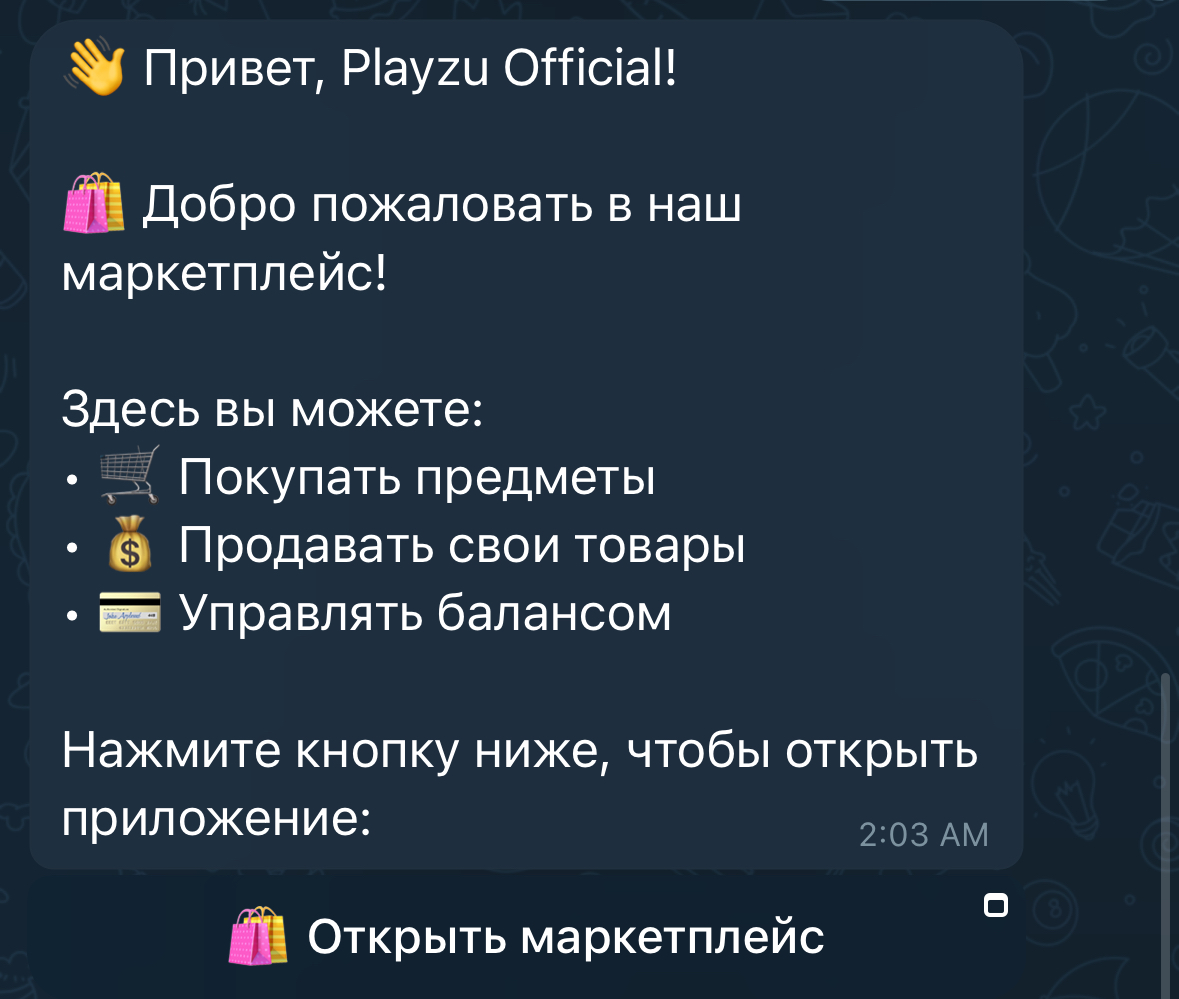 👋 Привет, Playzu Official!
🛍️ Добро пожаловать в наш
маркетплейс!
Здесь вы можете:
• 🛒 Покупать предметы
• 💰 Продавать свои товары
• 💳 Управлять балансом
Нажмите кнопку ниже, чтобы открыть
приложение:
2:03 AM
🛍️ Открыть маркетплейс